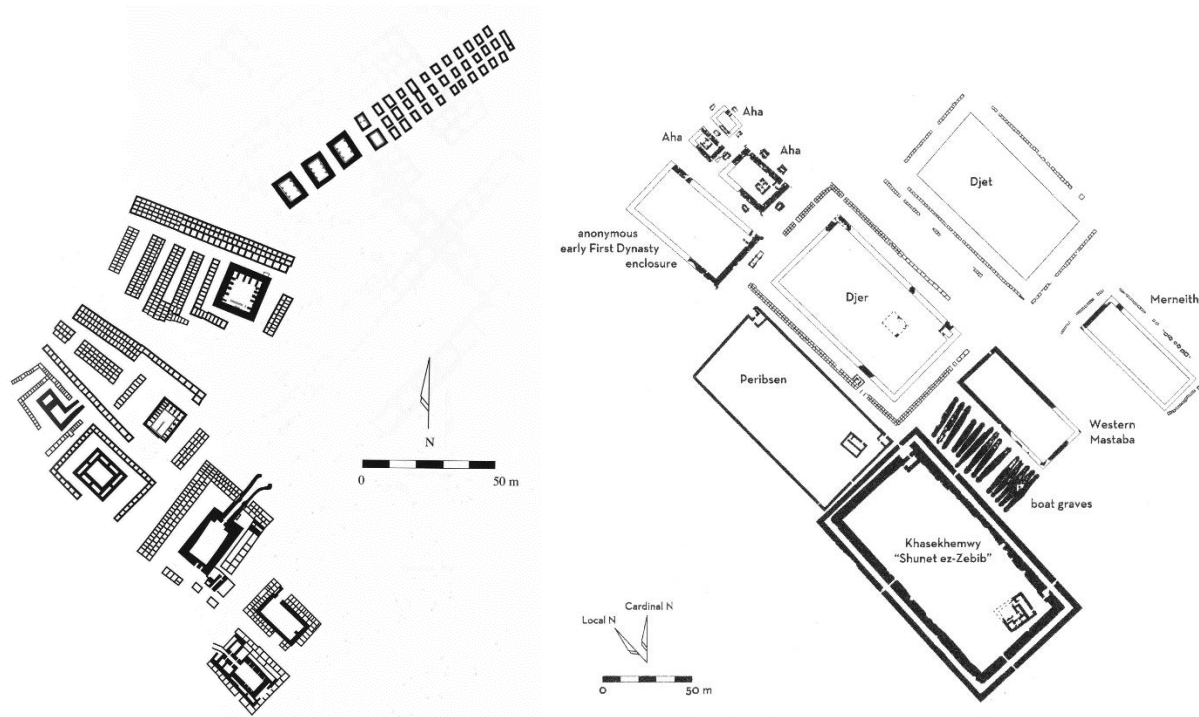 N
0
50 m
Aha
Aha
Aha
Djet
anonymous
early First Dynasty
enclosure
Djer
Merneith
Peribsen
Western
Mastaba
boat graves
Khasekhemwy
“Shunet ez-Zebib”
Cardinal N
Local N
0
50 m